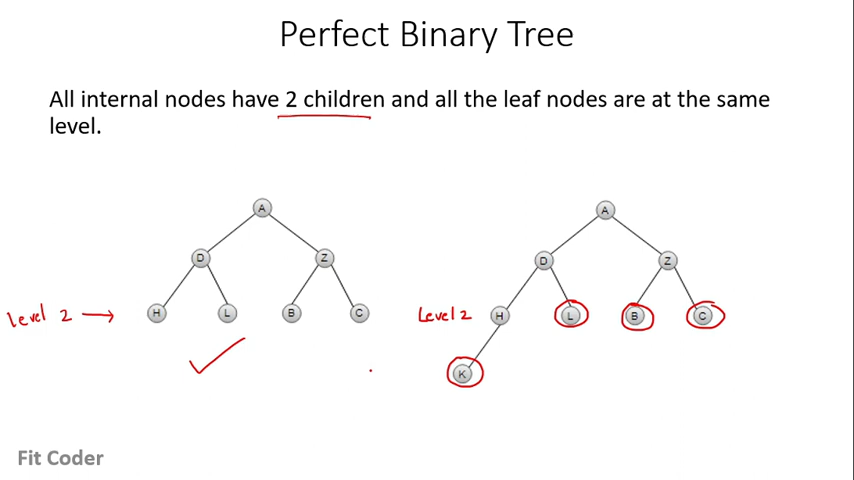 Perfect Binary Tree
All internal nodes have 2 children and all the leaf nodes are at the same
level.
A
D Z
Level 2 → H L B C
A
D Z
Level 2 H L B C
K
Fit Coder